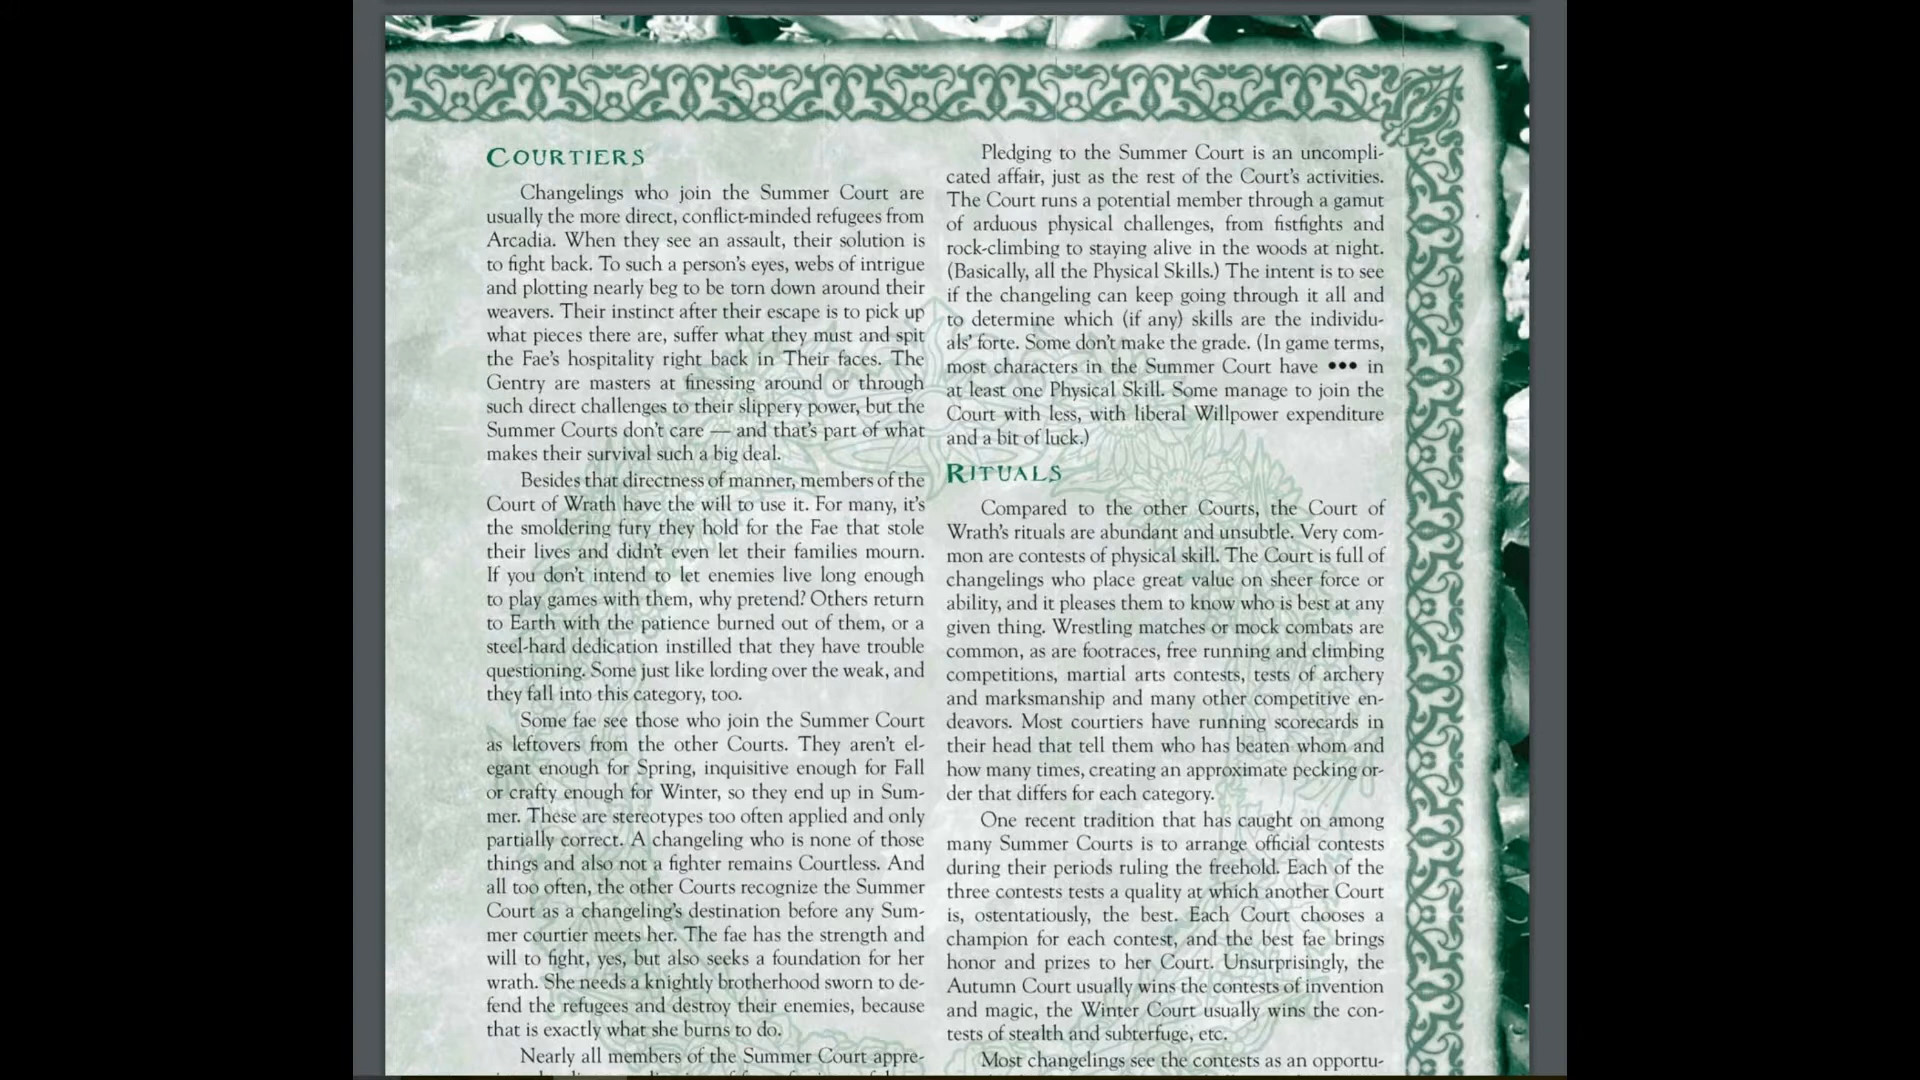 COURTIERS
Changelings who join the Summer Court are
usually the more direct, conflict-minded refugees from
Arcadia. When they see an assault, their solution is
to fight back. To such a person's eyes, webs of intrigue
and plotting nearly beg to be torn down around their
weavers. Their instinct after their escape is to pick up
what pieces there are, suffer what they must and spit
the Fae's hospitality right back in Their faces. The
Gentry are masters at finessing around or through
such direct challenges to their slippery power, but the
Summer Courts don't care — and that's part of what
makes their survival such a big deal.
Besides that directness of manner, members of the
Court of Wrath have the will to use it. For many, it's
the smoldering fury they hold for the Fae that stole
their lives and didn't even let their families mourn.
If you don't intend to let enemies live long enough
to play games with them, why pretend? Others return
to Earth with the patience burned out of them, or a
steel-hard dedication instilled that they have trouble
questioning. Some just like lording over the weak, and
they fall into this category, too.
Some fae see those who join the Summer Court
as leftovers from the other Courts. They aren't el-
egant enough for Spring, inquisitive enough for Fall
or crafty enough for Winter, so they end up in Sum-
mer. These are stereotypes too often applied and only
partially correct. A changeling who is none of those
things and also not a fighter remains Courtless. And
all too often, the other Courts recognize the Summer
Court as a changeling's destination before any Sum-
mer courtier meets her. The fae has the strength and
will to fight, yes, but also seeks a foundation for her
wrath. She needs a knightly brotherhood sworn to de-
fend the refugees and destroy their enemies, because
that is exactly what she burns to do.
Nearly all members of the Summer Court appre-
Pledging to the Summer Court is an uncompli-
cated affair, just as the rest of the Court's activities.
The Court runs a potential member through a gamut
of arduous physical challenges, from fistfights and
rock-climbing to staying alive in the woods at night.
(Basically, all the Physical Skills.) The intent is to see
if the changeling can keep going through it all and
to determine which (if any) skills are the individu-
als' forte. Some don't make the grade. (In game terms,
most characters in the Summer Court have ••• in
at least one Physical Skill. Some manage to join the
Court with less, with liberal Willpower expenditure
and a bit of luck.)
RITUALS
Compared to the other Courts, the Court of
Wrath's rituals are abundant and unsubtle. Very com-
mon are contests of physical skill. The Court is full of
changelings who place great value on sheer force or
ability, and it pleases them to know who is best at any
given thing. Wrestling matches or mock combats are
common, as are footraces, free running and climbing
competitions, martial arts contests, tests of archery
and marksmanship and many other competitive en-
deavors. Most courtiers have running scorecards in
their head that tell them who has beaten whom and
how many times, creating an approximate pecking or-
der that differs for each category.
One recent tradition that has caught on among
many Summer Courts is to arrange official contests
during their periods ruling the freehold. Each of the
three contests tests a quality at which another Court
is, ostentatiously, the best. Each Court chooses a
champion for each contest, and the best fae brings
honor and prizes to her Court. Unsurprisingly, the
Autumn Court usually wins the contests of invention
and magic, the Winter Court usually wins the con-
tests of stealth and subterfuge, etc.
Most changelings see the contests as an opportu-